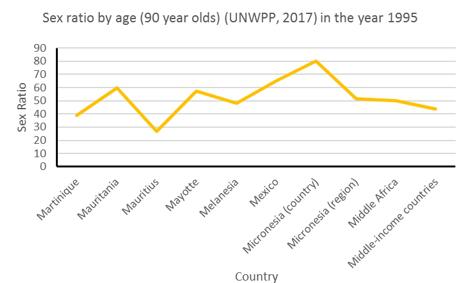 Sex ratio by age (90 year olds) (UNWPP, 2017) in the year 1995
90
80
70
60
50
40
30
20
10
0
Sex Ratio
Martinique
Mauritania
Mauritius
Mayotte
Melanesia
Mexico
Micronesia (country)
Micronesia (region)
Middle Africa
Middle-income countries
Country